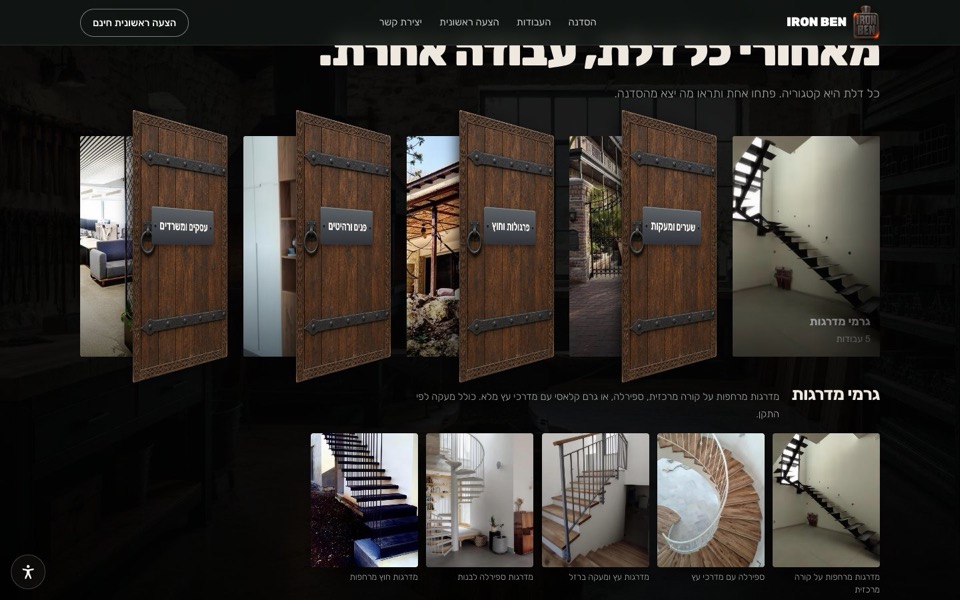 IRON BEN
IRON BEN
הסדנה
העבודות
הצעה ראשונית
יצירת קשר
הצעה ראשונית חינם
מאחורי כל דלת, עבודה אחרת.
כל דלת היא קטגוריה. פתחו אחת ותראו מה יצא מהסדנה.
שערים ומעקות
פרגולות וחוץ
פנים ורהיטים
עסקים ומשרדים
גרמי מדרגות
5 עבודות
גרמי מדרגות
מדרגות מרחפות על קורה מרכזית, ספירלה, או גרם קלאסי עם מדרכי עץ מלא. כולל מעקה לפי
התקן.
מדרגות מרחפות על קורה
מרכזית
ספירלה עם מדרכי עץ
מדרגות עץ ומעקה ברזל
מדרגות ספירלה לבנות
מדרגות חוץ מרחפות